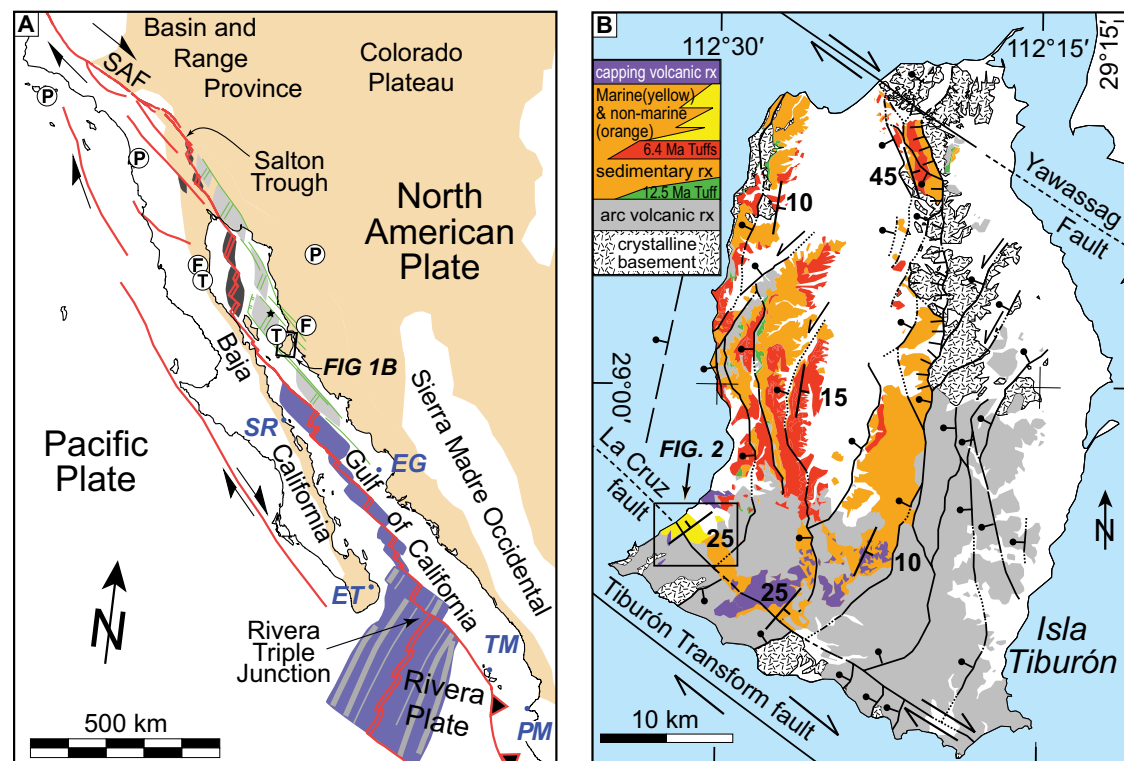 A
Basin and
Range
Province
Colorado
Plateau
SAF
P
P
Salton
Trough
North
American
Plate
P
F
T
F
T
FIG 1B
Baja
California
SR
EG
Gulf
of
California
Sierra Madre Occidental
Pacific
Plate
ET
N
Rivera
Triple
Junction
TM
Rivera
Plate
PM
500 km
B
112°30′
112°15′
29°15′
capping volcanic rx
Marine(yellow)
& non-marine
(orange)
6.4 Ma Tuffs
sedimentary rx
12.5 Ma Tuff
arc volcanic rx
crystalline
basement
45
10
Yawassag
Fault
29°00′
15
La Cruz
fault
FIG. 2
25
10
25
N
Tiburón Transform fault
Isla
Tiburón
10 km